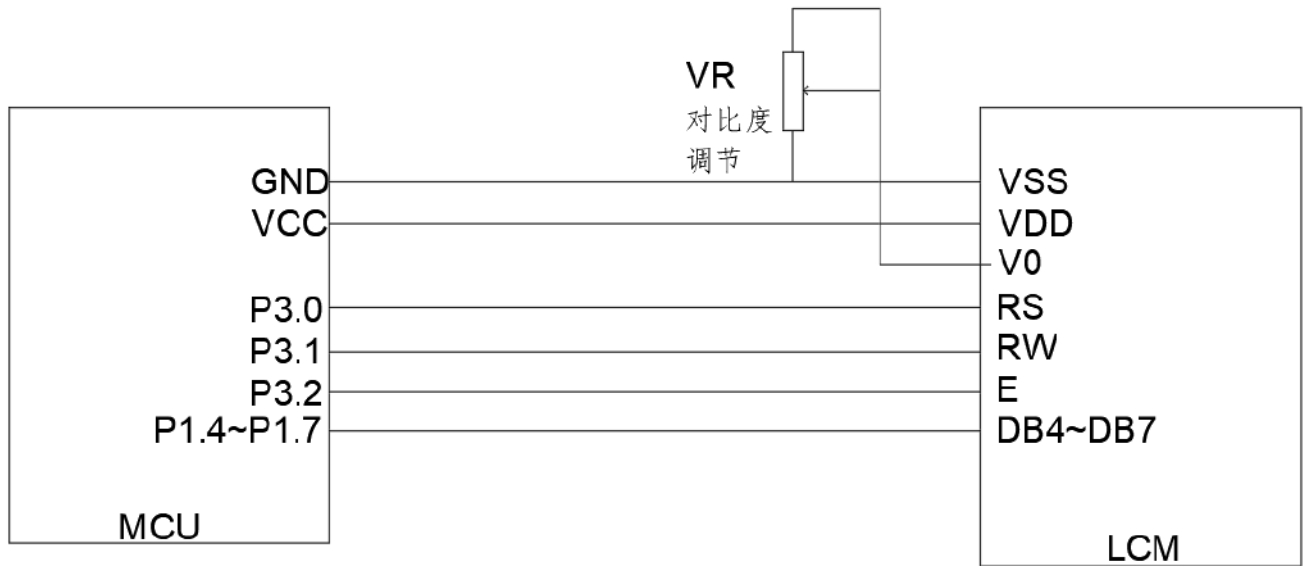 VR
对比度
调节
GND
VCC
P3.0
P3.1
P3.2
P1.4~P1.7
MCU
VSS
VDD
V0
RS
RW
E
DB4~DB7
LCM